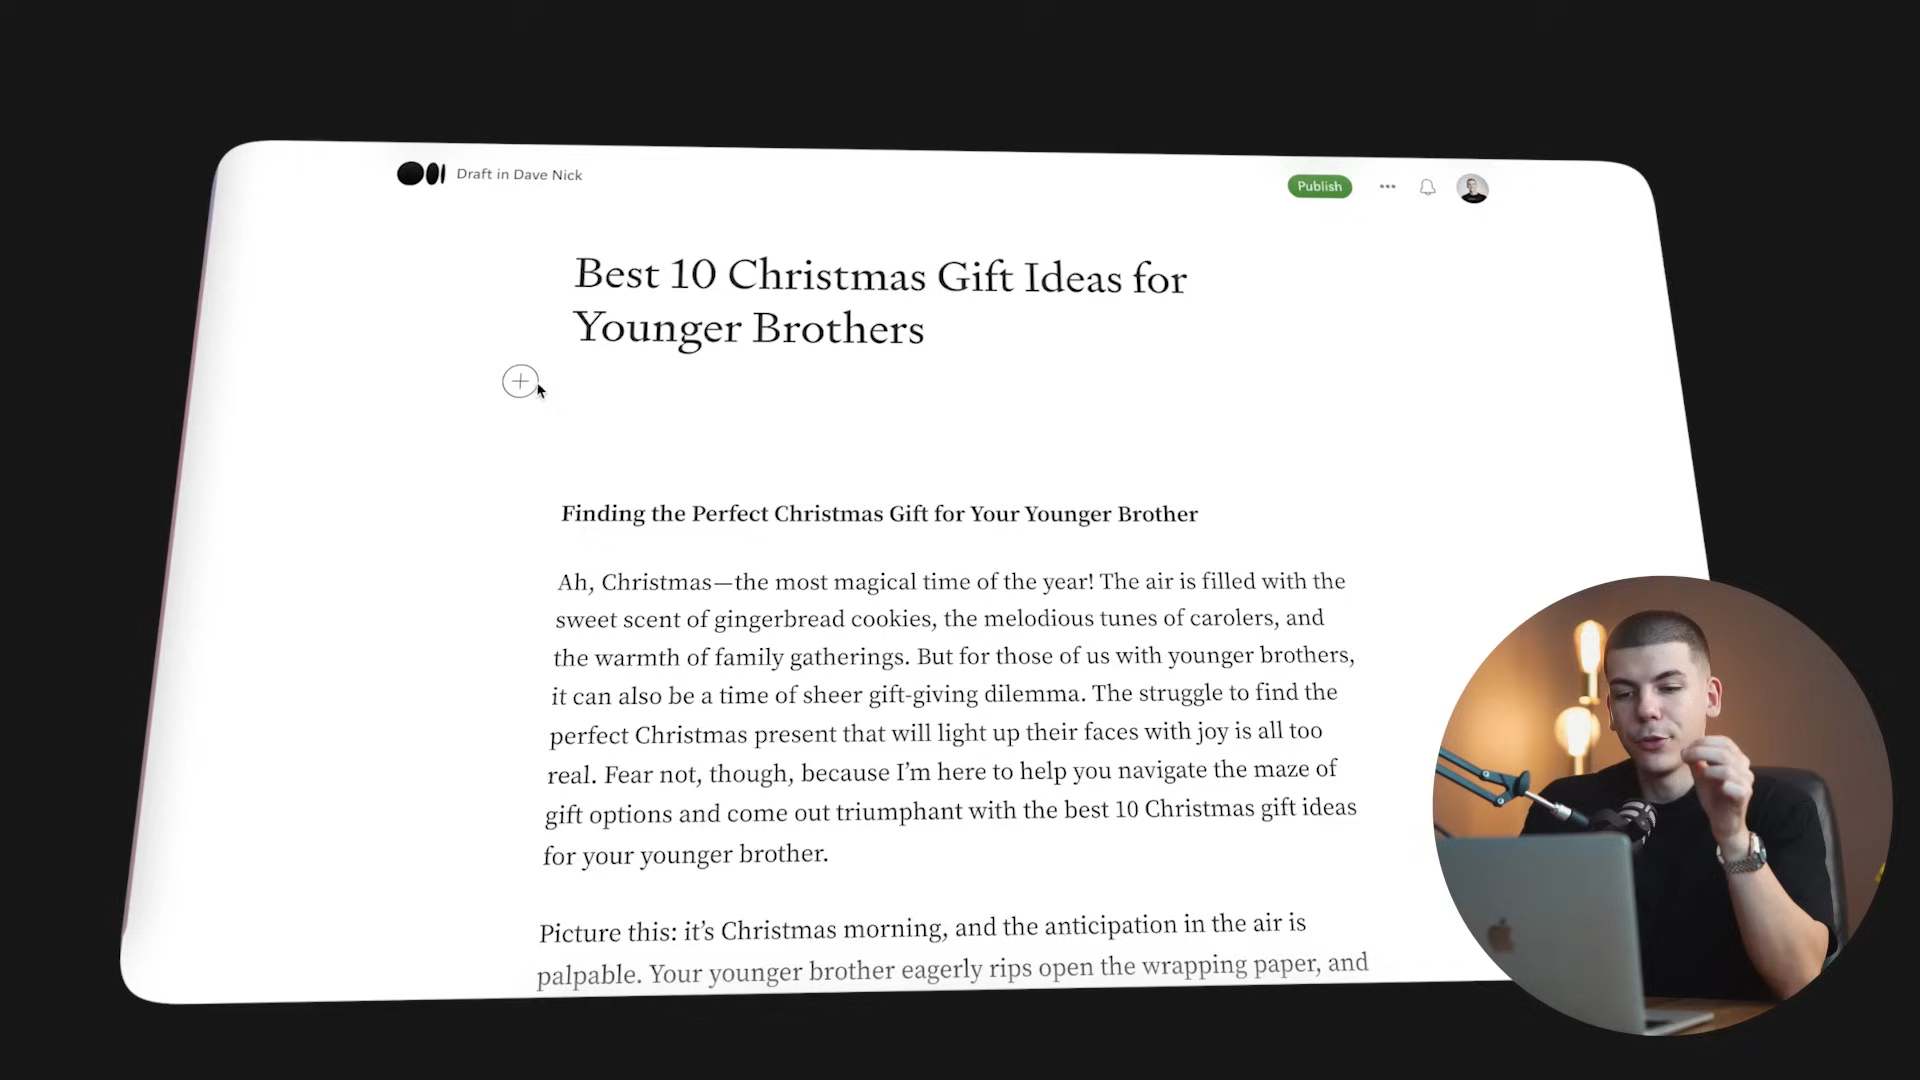 Draft in Dave Nick
Publish
Best 10 Christmas Gift Ideas for
Younger Brothers
Finding the Perfect Christmas Gift for Your Younger Brother
Ah, Christmas—the most magical time of the year! The air is filled with the
sweet scent of gingerbread cookies, the melodious tunes of carolers, and
the warmth of family gatherings. But for those of us with younger brothers,
it can also be a time of sheer gift-giving dilemma. The struggle to find the
perfect Christmas present that will light up their faces with joy is all too
real. Fear not, though, because I’m here to help you navigate the maze of
gift options and come out triumphant with the best 10 Christmas gift ideas
for your younger brother.
Picture this: it’s Christmas morning, and the anticipation in the air is
palpable. Your younger brother eagerly rips open the wrapping paper, and